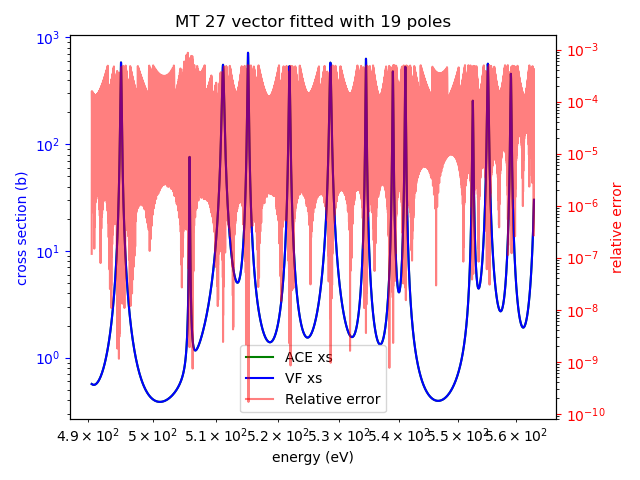 MT 27 vector fitted with 19 poles
10³
10²
10¹
10⁰
cross section (b)
10⁻³
10⁻⁴
10⁻⁵
10⁻⁶
10⁻⁷
10⁻⁸
10⁻⁹
10⁻¹⁰
relative error
ACE xs
VF xs
Relative error
4.9 × 10² 5 × 10² 5.1 × 10² 5.2 × 10² 5.3 × 10² 5.4 × 10² 5.5 × 10² 5.6 × 10²
energy (eV)